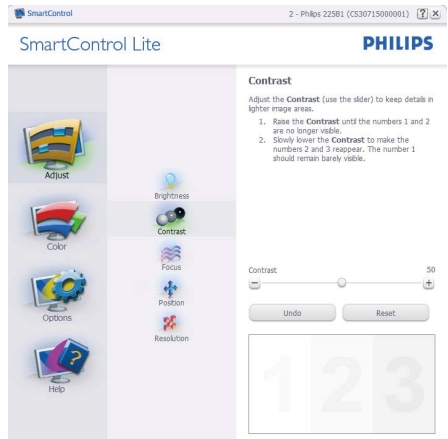 SmartControl
2 - Philips 225B1 (CS30715000001)
SmartControl Lite
PHILIPS
Adjust
Color
Options
Help
Brightness
Contrast
Focus
Position
Resolution
Contrast
Adjust the Contrast (use the slider) to keep details in
lighter image areas.
1. Raise the Contrast until the numbers 1 and 2
are no longer visible.
2. Slowly lower the Contrast to make the
numbers 2 and 3 reappear. The number 1
should remain barely visible.
Contrast 50
Undo Reset
1 2 3